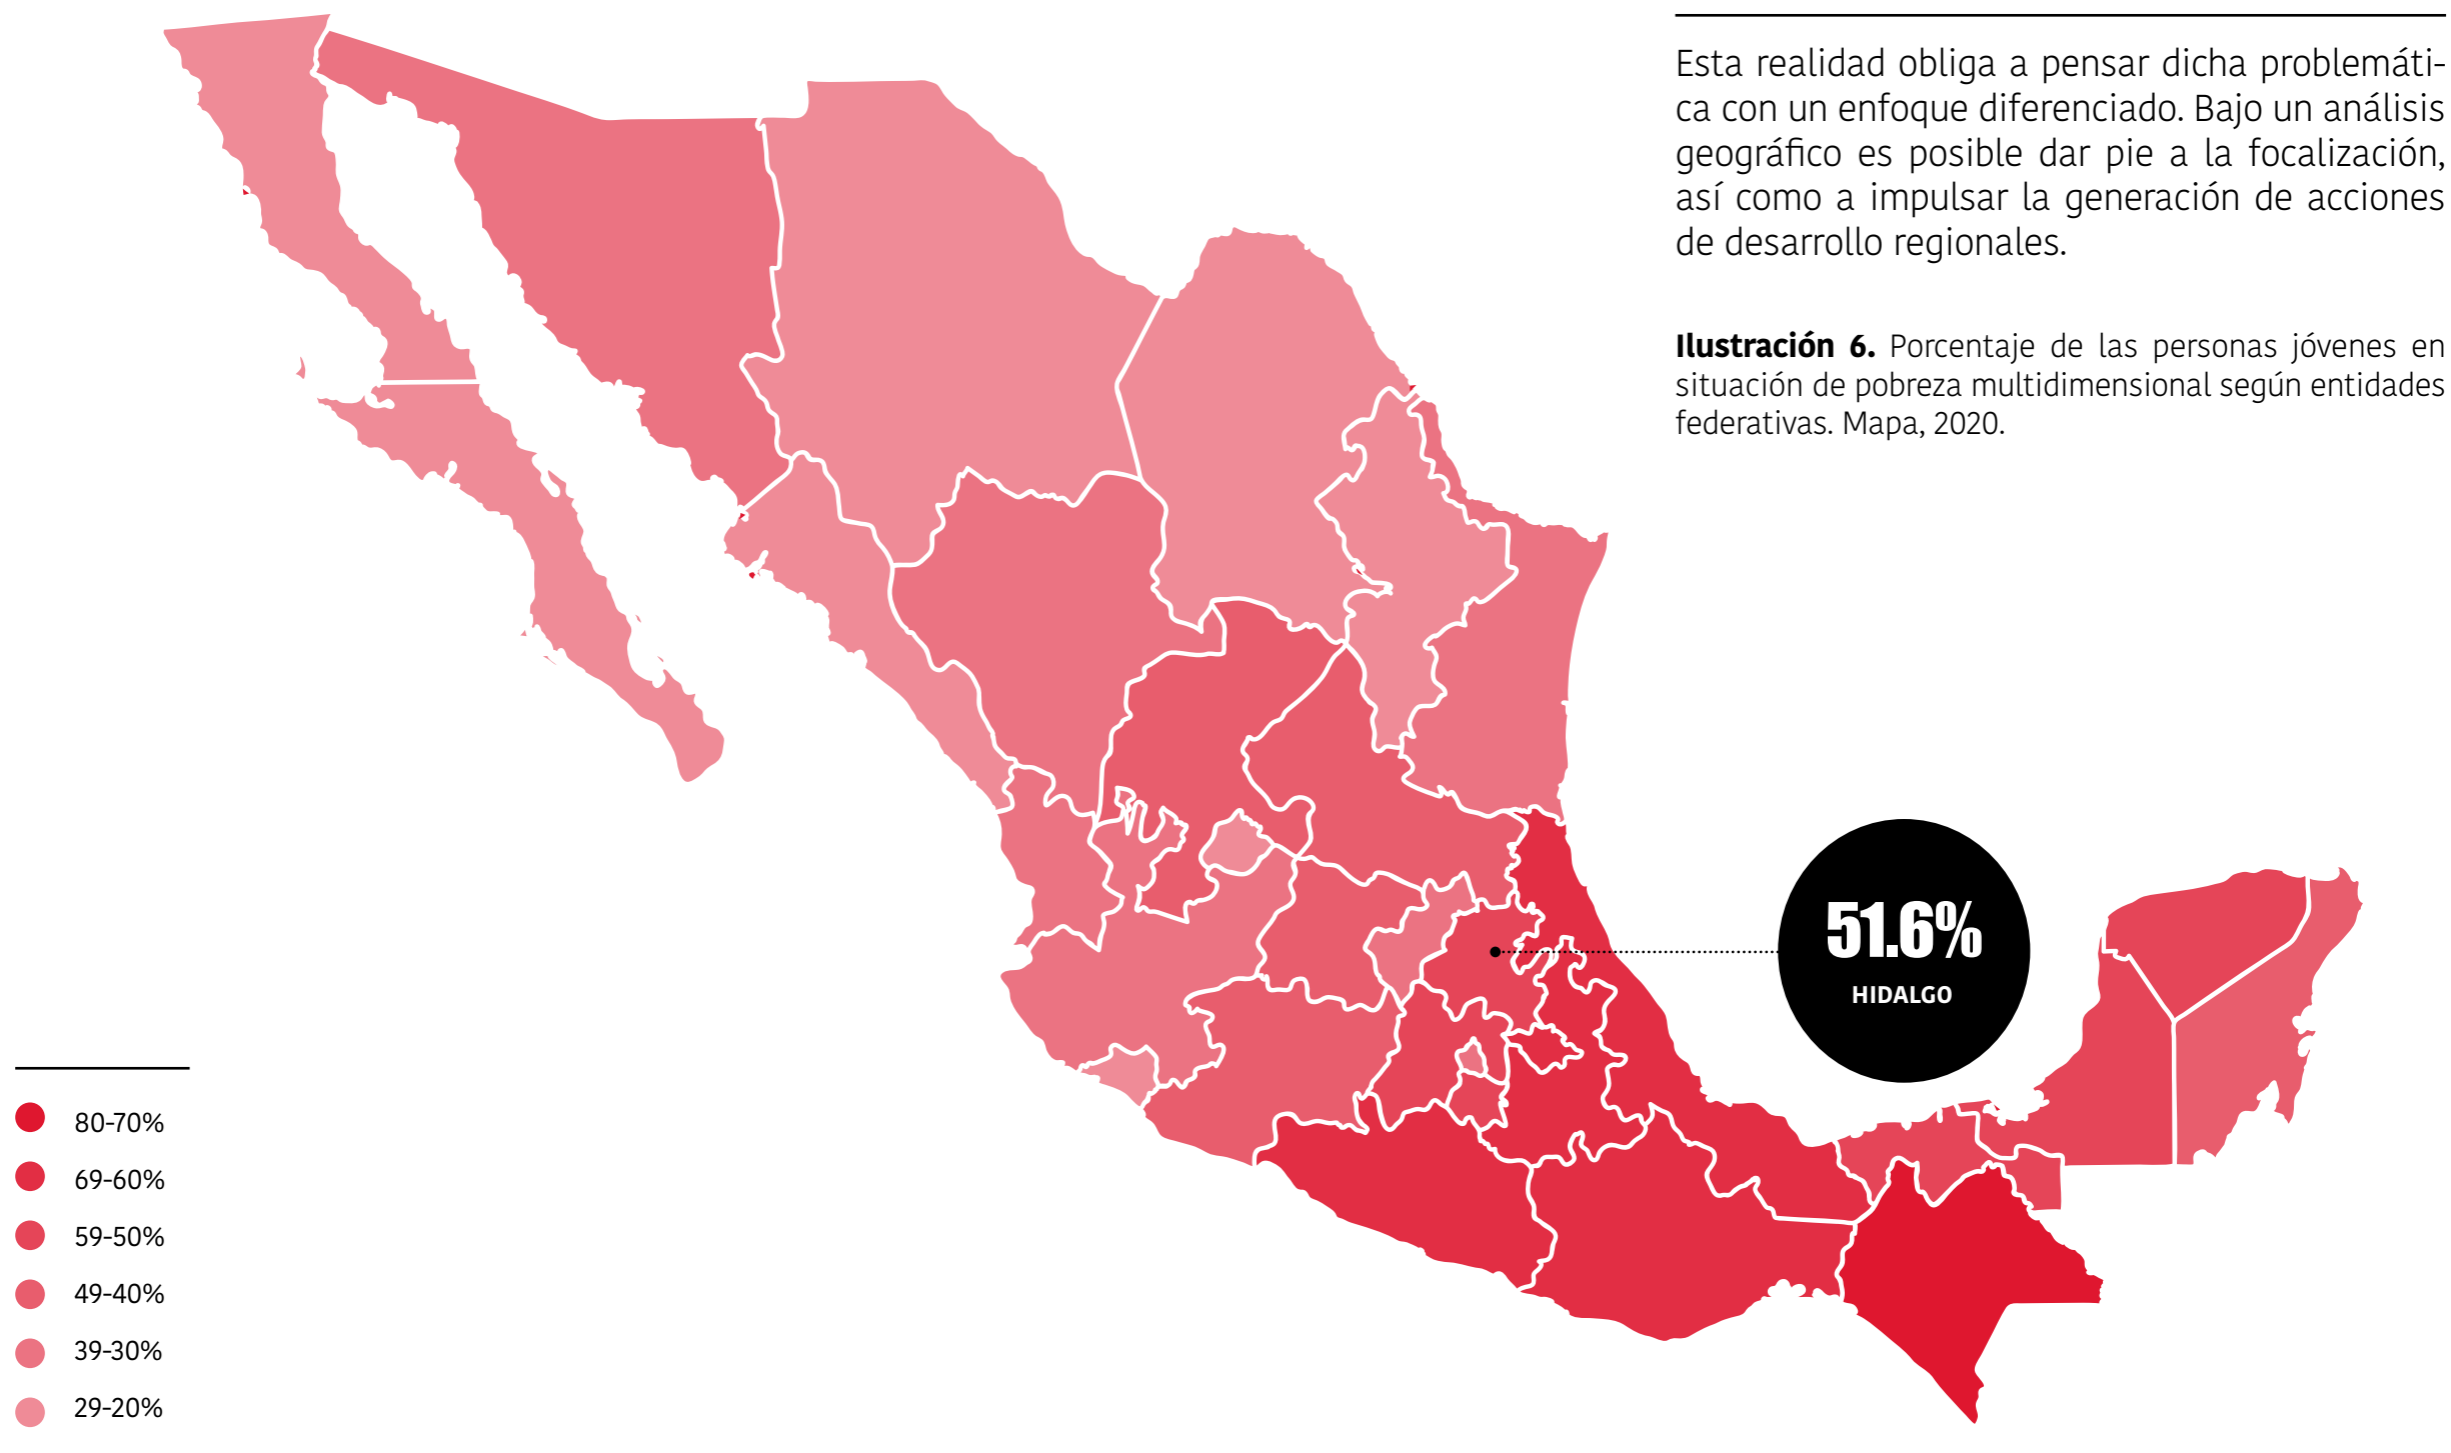 Esta realidad obliga a pensar dicha problemáti-
ca con un enfoque diferenciado. Bajo un análisis
geográfico es posible dar pie a la focalización,
así como a impulsar la generación de acciones
de desarrollo regionales.
Ilustración 6. Porcentaje de las personas jóvenes en
situación de pobreza multidimensional según entidades
federativas. Mapa, 2020.
51.6%
HIDALGO
80-70%
69-60%
59-50%
49-40%
39-30%
29-20%